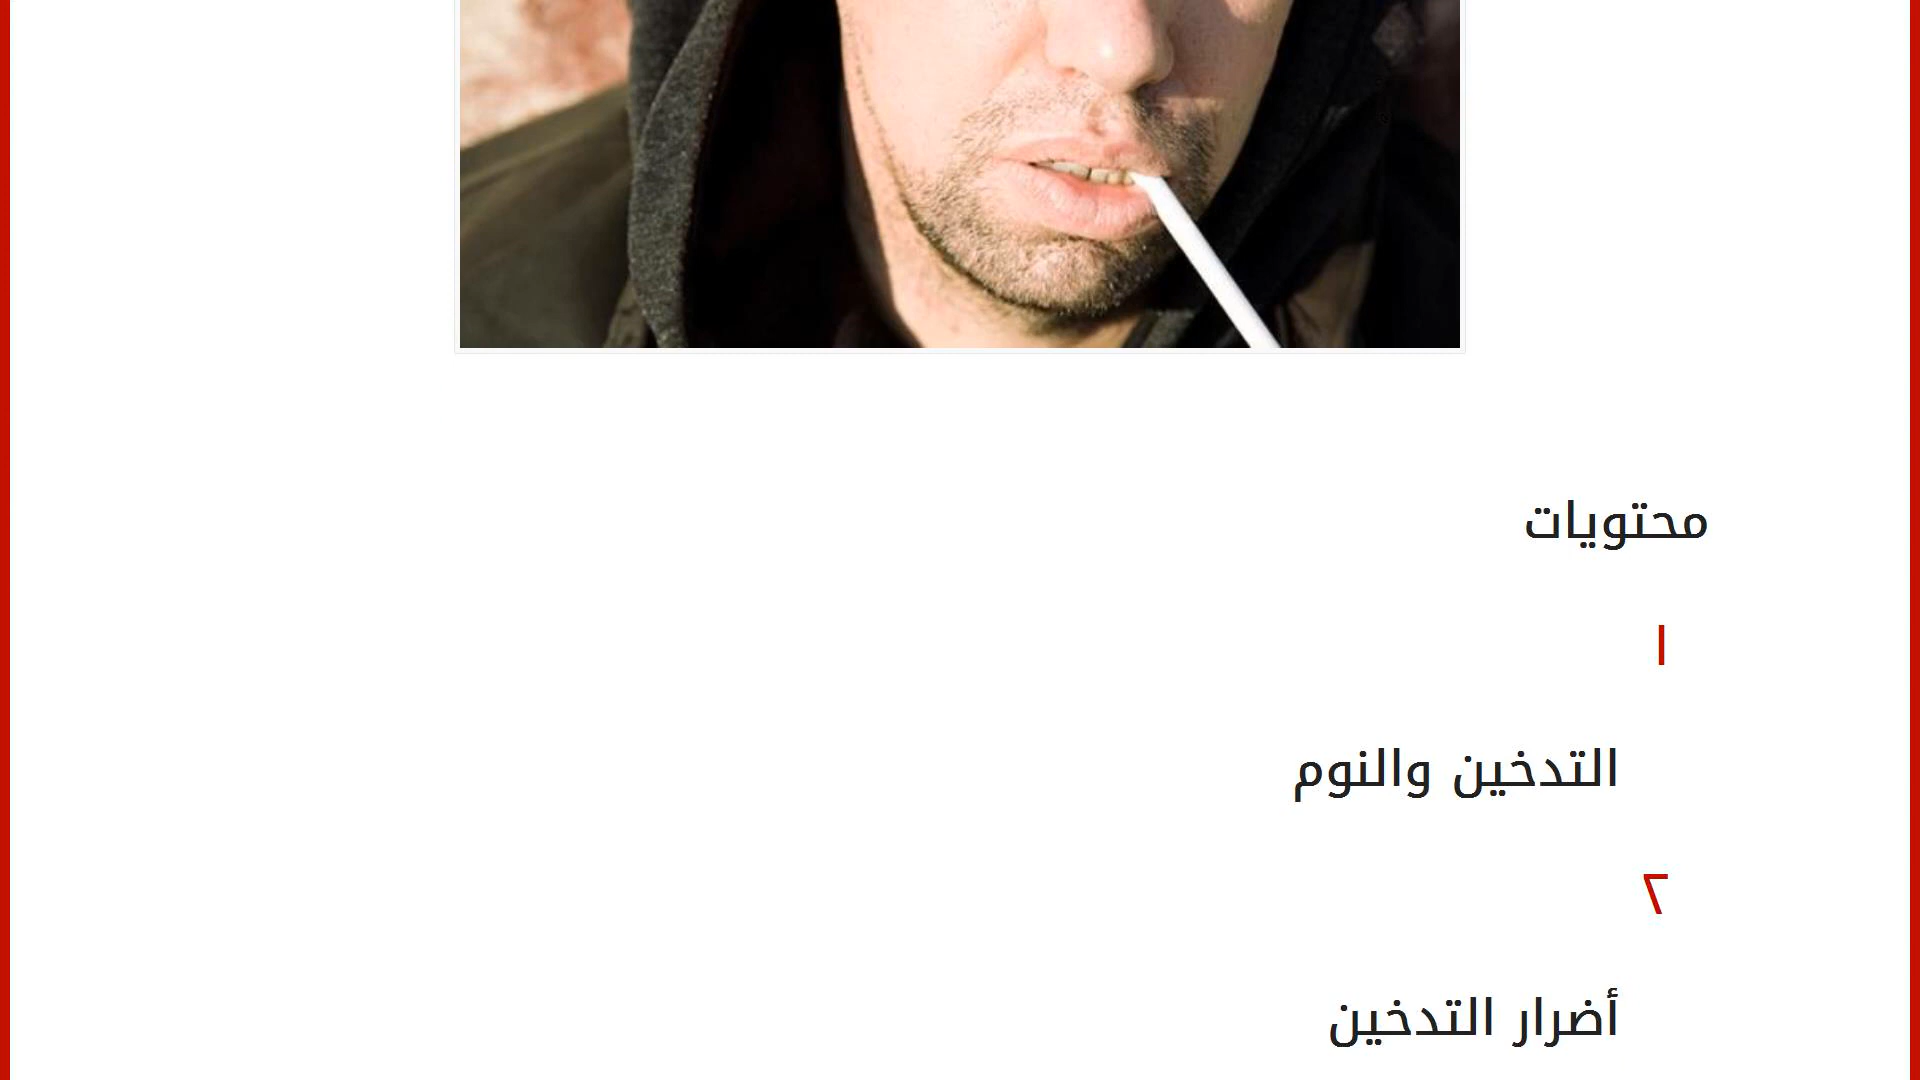 محتويات
١
التدخين والنوم
٢
أضرار التدخين